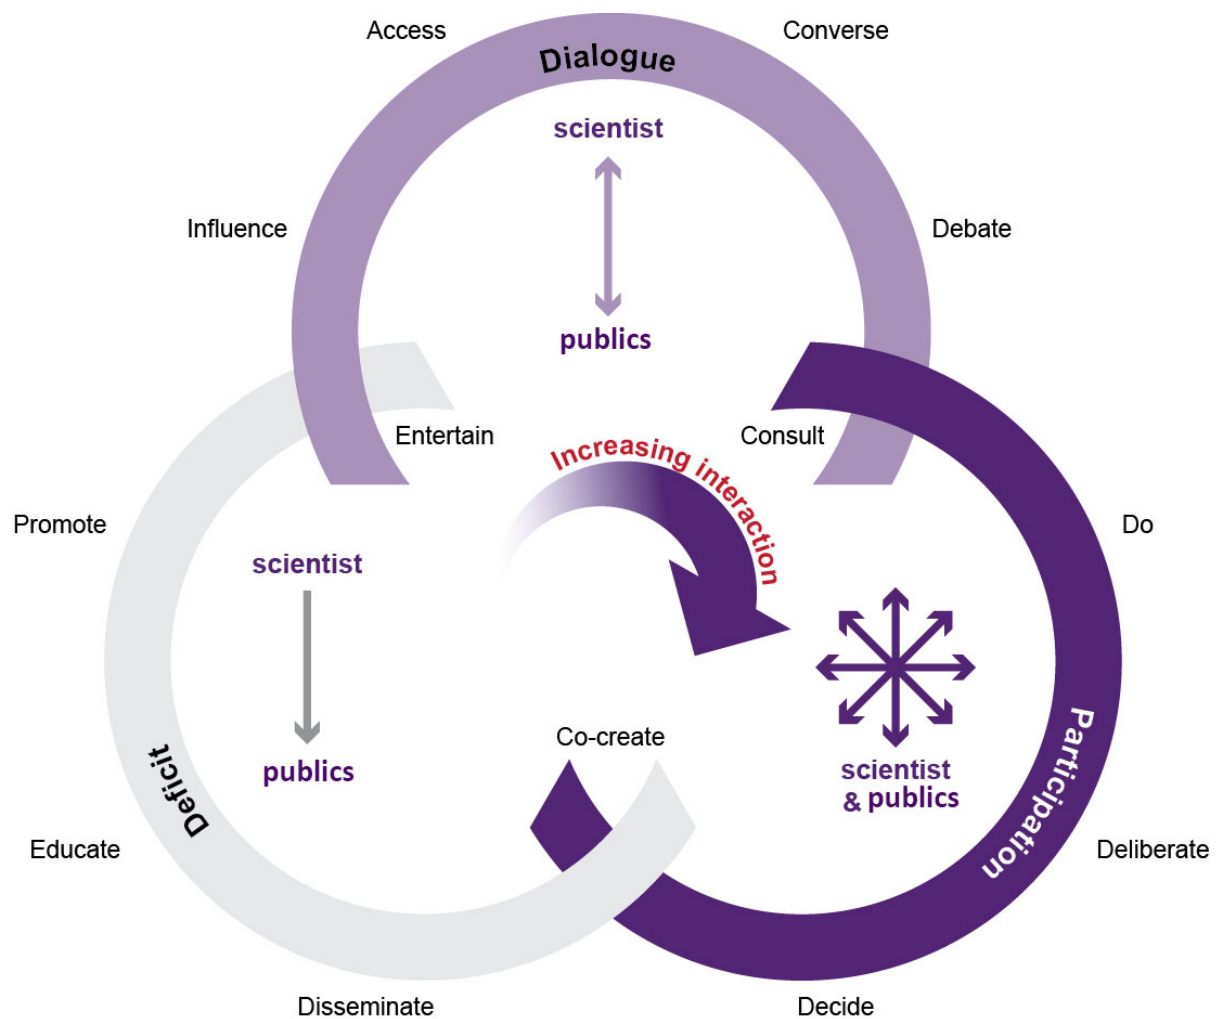 Access
Converse
Dialogue
scientist
Influence
Debate
publics
Entertain
Consult
Increasing interaction
Promote
Do
scientist
publics
Co-create
Deficit
scientist
& publics
Participation
Educate
Deliberate
Disseminate
Decide